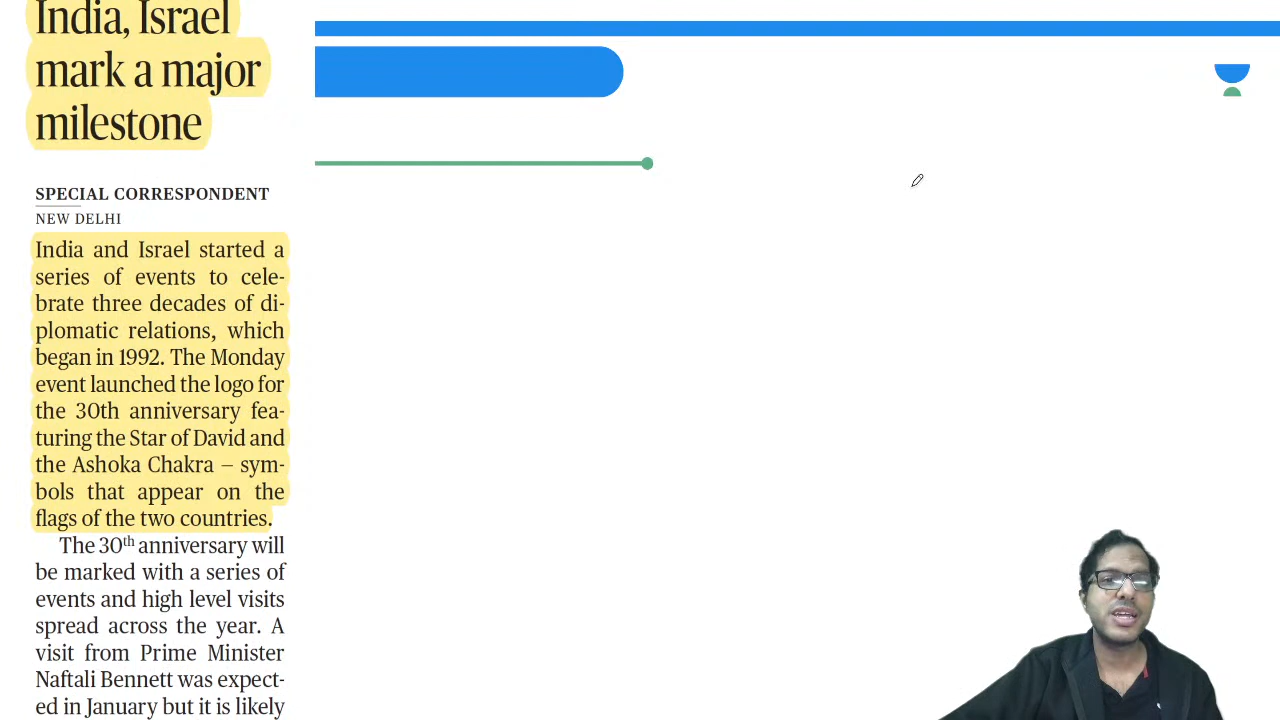 India, Israel
mark a major
milestone
SPECIAL CORRESPONDENT
NEW DELHI
India and Israel started a
series of events to cele-
brate three decades of di-
plomatic relations, which
began in 1992. The Monday
event launched the logo for
the 30th anniversary fea-
turing the Star of David and
the Ashoka Chakra – sym-
bols that appear on the
flags of the two countries.
The 30th anniversary will
be marked with a series of
events and high level visits
spread across the year. A
visit from Prime Minister
Naftali Bennett was expect-
ed in January but it is likely